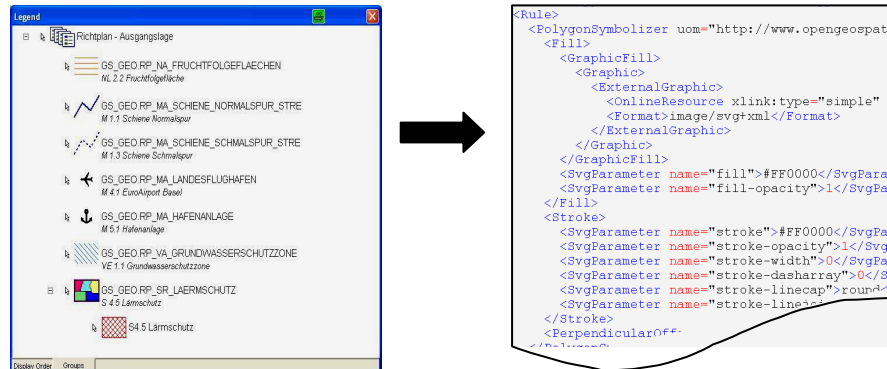 Legend
Richtplan - Ausgangslage
GS_GEO.RP_NA_FRUCHTFOLGEFLAECHEN
NL 2.2 Fruchtfolgefläche
GS_GEO.RP_MA_SCHIENE_NORMALSPUR_STRE
M 1.1 Schiene Normalspur
GS_GEO.RP_MA_SCHIENE_SCHMALSPUR_STRE
M 1.3 Schiene Schmalspur
GS_GEO.RP_MA_LANDESFLUGHAFEN
M 4.1 EuroAirport Basel
GS_GEO.RP_MA_HAFENANLAGE
M 5.1 Hafenanlage
GS_GEO.RP_VA_GRUNDWASSERSCHUTZZONE
VE 1.1 Grundwasserschutzzone
GS_GEO.RP_SR_LAERMSCHUTZ
S 4.5 Lärmschutz
S4.5 Lärmschutz
Display Order Groups
<Rule>
<PolygonSymbolizer uom="http://www.opengeospat
<Fill>
<GraphicFill>
<Graphic>
<ExternalGraphic>
<OnlineResource xlink:type="simple"
<Format>image/svg+xml</Format>
</ExternalGraphic>
</Graphic>
</GraphicFill>
<SvgParameter name="fill">#FF0000</SvgPara
<SvgParameter name="fill-opacity">1</SvgPar
</Fill>
<Stroke>
<SvgParameter name="stroke">#FF0000</SvgPa
<SvgParameter name="stroke-opacity">1</Svg
<SvgParameter name="stroke-width">0</SvgPa
<SvgParameter name="stroke-dasharray">0</S
<SvgParameter name="stroke-linecap">round<
<SvgParameter name="stroke-linejoi
</Stroke>
<PerpendicularOff